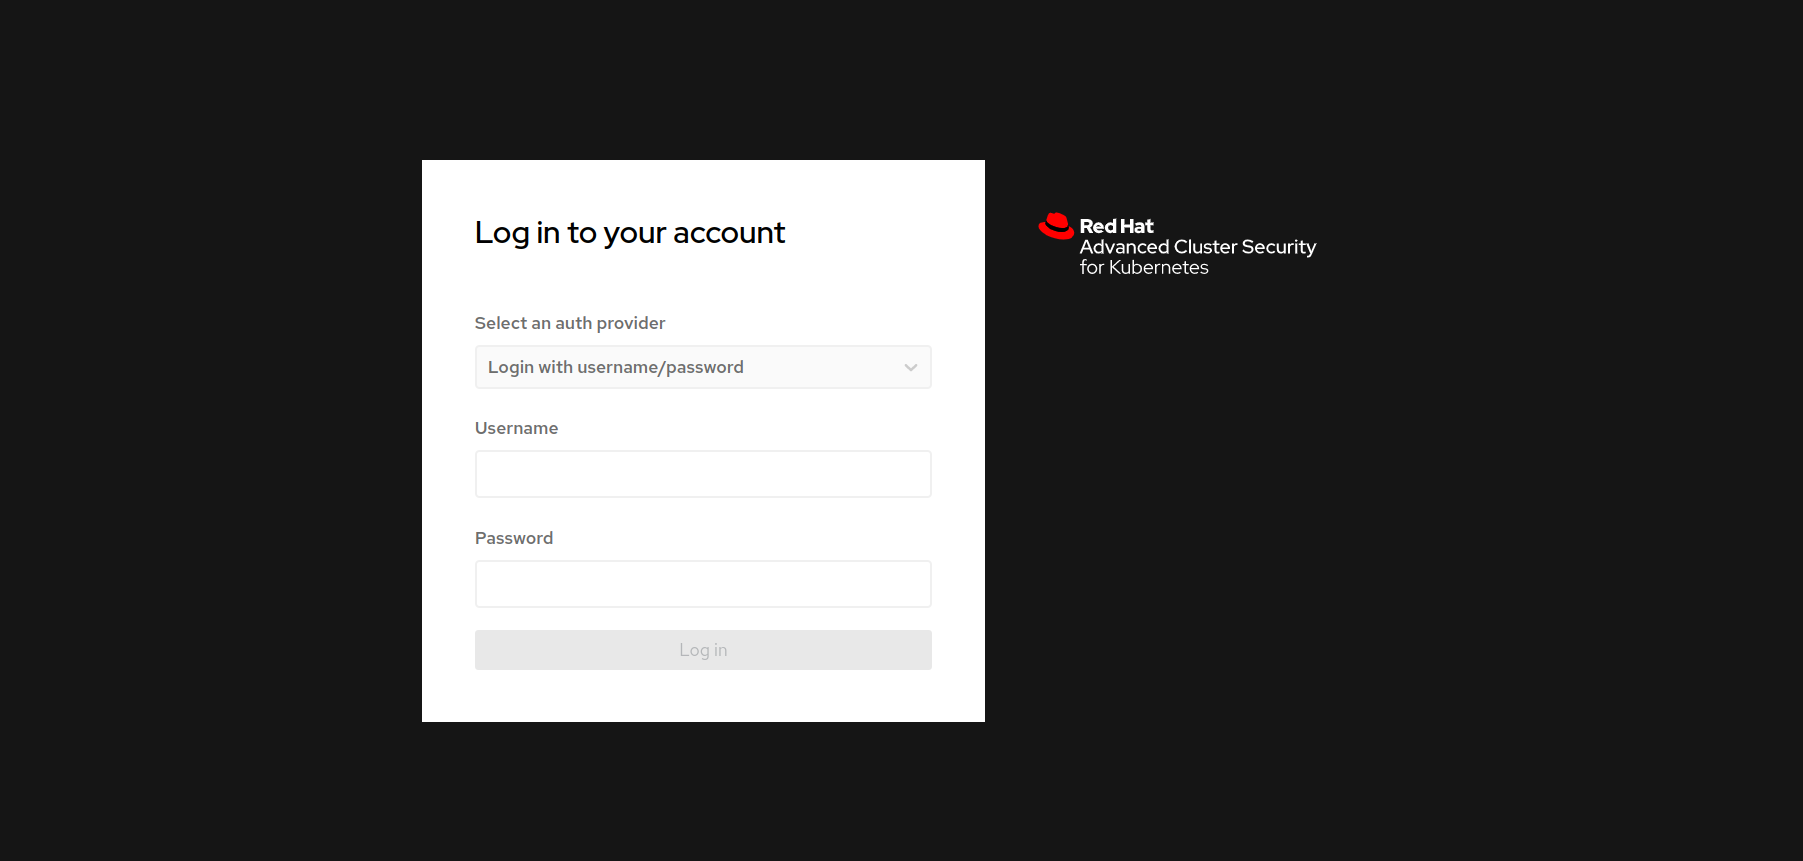 Log in to your account
Select an auth provider
Login with username/password
Username
Password
Log in
Red Hat
Advanced Cluster Security
for Kubernetes